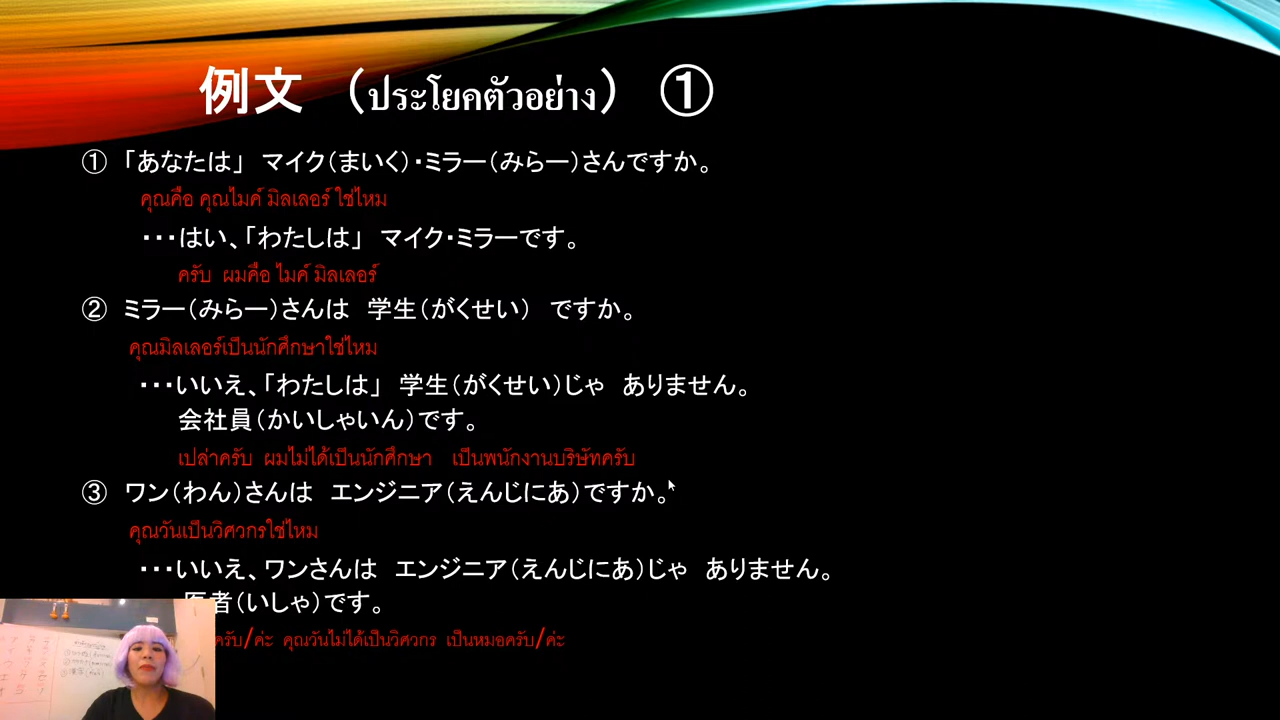 例文 （ประโยคตัวอย่าง） ①
① 「あなたは」 マイク（まいく）・ミラー（みらー）さんですか。
คุณคือ คุณไมค์ มิลเลอร์ ใช่ไหม
・・・はい、「わたしは」 マイク・ミラーです。
ครับ ผมคือ ไมค์ มิลเลอร์
② ミラー（みらー）さんは 学生（がくせい） ですか。
คุณมิลเลอร์เป็นนักศึกษาใช่ไหม
・・・いいえ、「わたしは」 学生（がくせい）じゃ ありません。
会社員（かいしゃいん）です。
เปล่าครับ ผมไม่ได้เป็นนักศึกษา เป็นพนักงานบริษัทครับ
③ ワン（わん）さんは エンジニア（えんじにあ）ですか。
คุณวันเป็นวิศวกรใช่ไหม
・・・いいえ、ワンさんは エンジニア（えんじにあ）じゃ ありません。
医者（いしゃ）です。
ครับ/ค่ะ คุณวันไม่ได้เป็นวิศวกร เป็นหมอครับ/ค่ะ